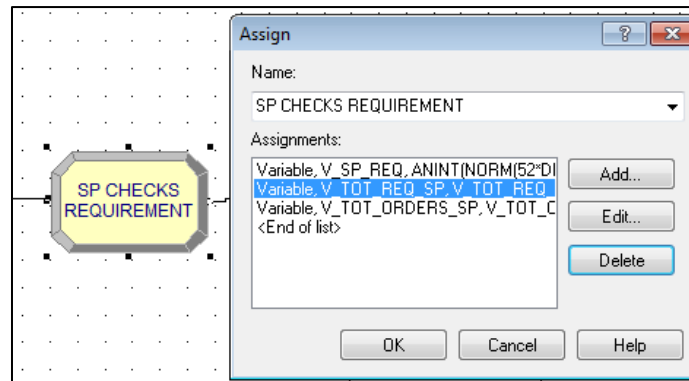 Assign
?
Name:
SP CHECKS REQUIREMENT
Assignments:
Variable, V_SP_REQ, ANINT(NORM(52*DI
Variable, V_TOT_REQ_SP, V_TOT_REQ
Variable, V_TOT_ORDERS_SP, V_TOT_C
<End of list>
Add...
Edit...
Delete
OK
Cancel
Help
SP CHECKS
REQUIREMENT